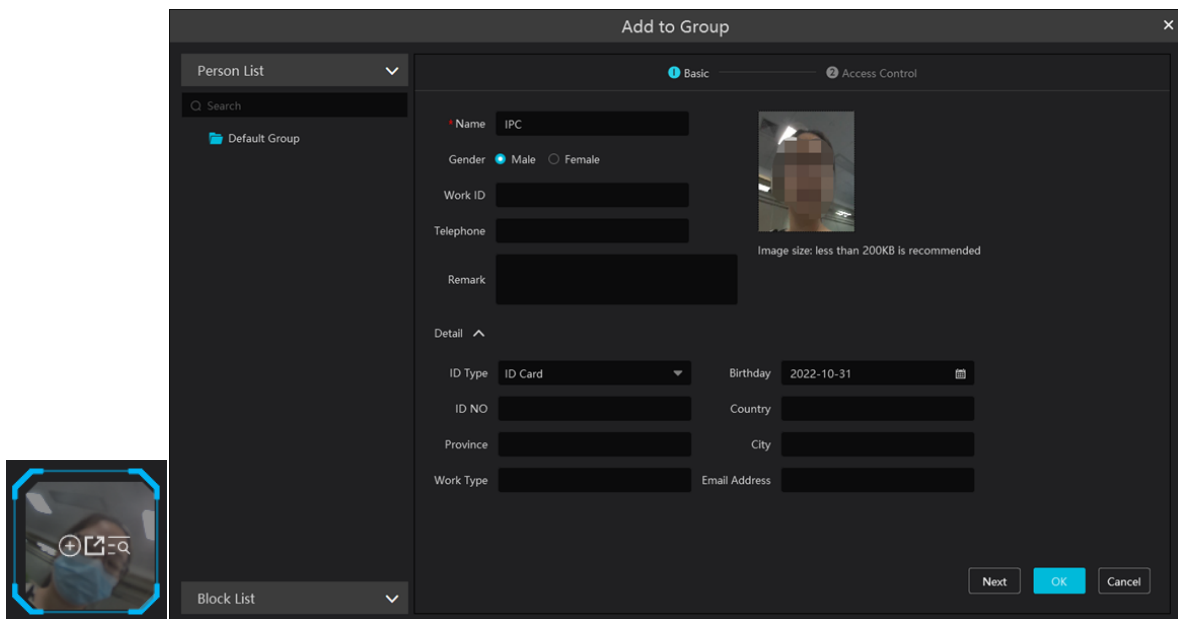 Add to Group
Person List
Search
Default Group
Block List
1 Basic
2 Access Control
* Name IPC
Gender Male Female
Work ID
Telephone
Remark
Image size: less than 200KB is recommended
Detail
ID Type ID Card Birthday 2022-10-31
ID NO Country
Province City
Work Type Email Address
Next OK Cancel